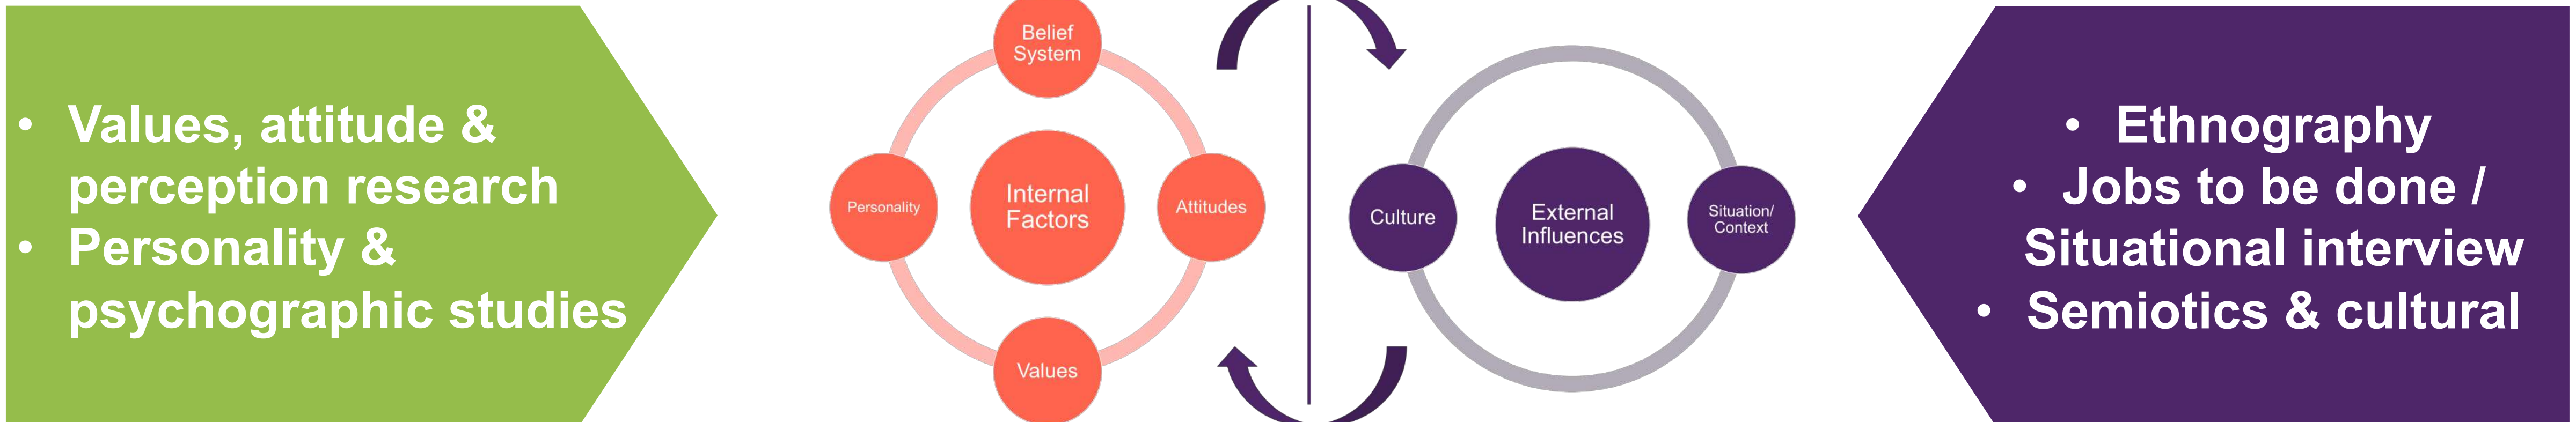 • Values, attitude &
perception research
• Personality &
psychographic studies
Belief
System
Personality
Internal
Factors
Attitudes
Values
Culture
External
Influences
Situation/
Context
• Ethnography
• Jobs to be done /
Situational interview
• Semiotics & cultural